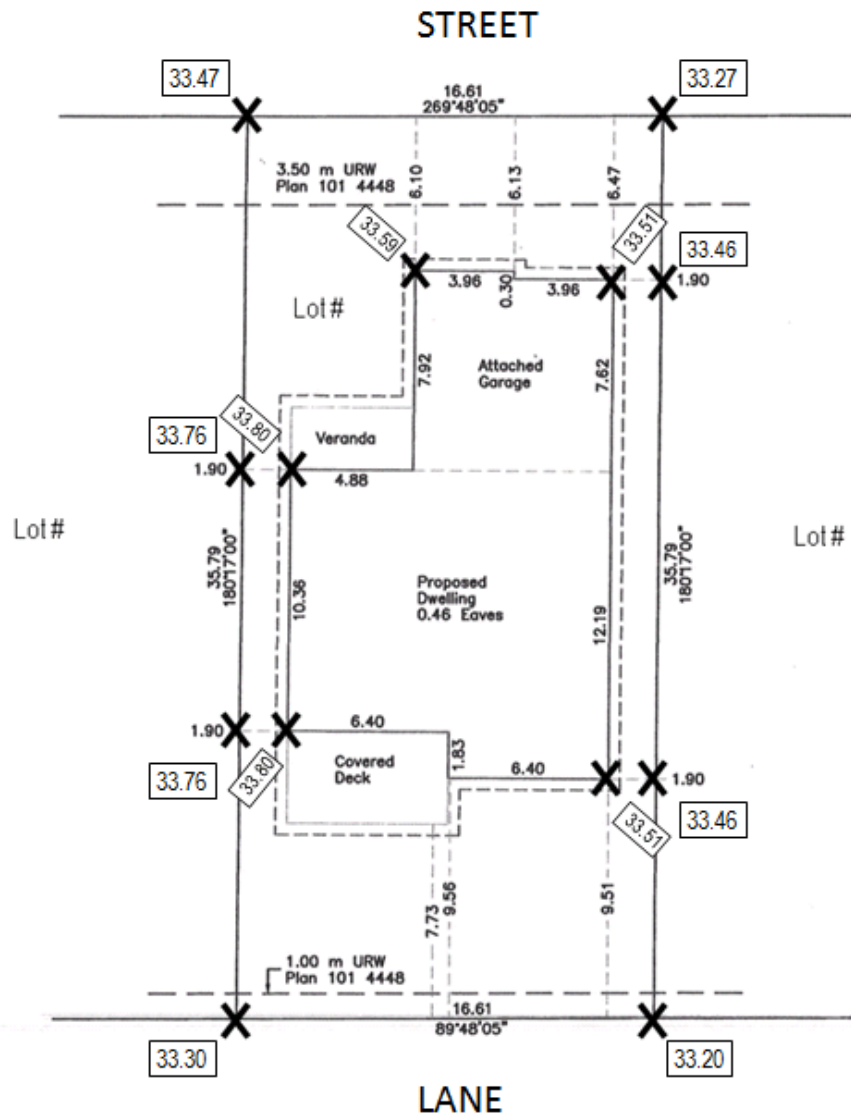 STREET
33.47
33.27
16.61
269°48'05"
3.50 m URW
Plan 101 4448
6.10
6.13
6.47
33.59
33.51
33.46
3.96
0.30
3.96
1.90
Lot#
7.92
Attached
Garage
7.62
33.80
33.76
Veranda
1.90
4.88
Lot#
Lot#
35.79
180°17'00"
10.36
Proposed
Dwelling
0.46 Eaves
12.19
35.79
180°17'00"
1.90
6.40
33.76
33.80
Covered
Deck
1.83
6.40
1.90
33.46
33.51
7.73
9.56
9.51
1.00 m URW
Plan 101 4448
16.61
89°48'05"
33.30
33.20
LANE